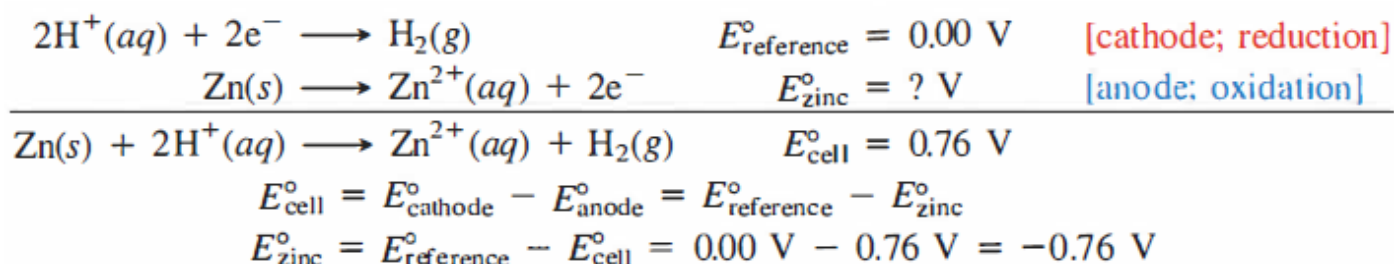 2H⁺(aq) + 2e⁻ ⟶ H₂(g) E°reference = 0.00 V [cathode; reduction]
Zn(s) ⟶ Zn²⁺(aq) + 2e⁻ E°zinc = ? V [anode; oxidation]
Zn(s) + 2H⁺(aq) ⟶ Zn²⁺(aq) + H₂(g) E°cell = 0.76 V
E°cell = E°cathode − E°anode = E°reference − E°zinc
E°zinc = E°reference − E°cell = 0.00 V − 0.76 V = −0.76 V